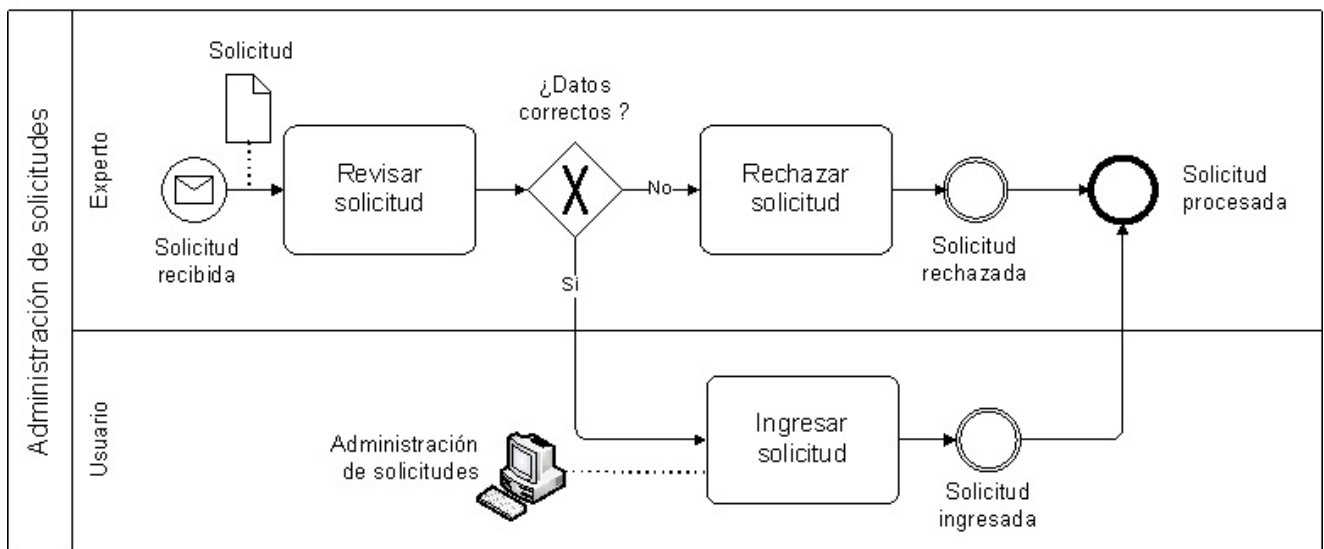 Administración de solicitudes
Experto
Solicitud
Solicitud
recibida
Revisar
solicitud
¿Datos
correctos ?
No
Sí
Rechazar
solicitud
Solicitud
rechazada
Solicitud
procesada
Usuario
Administración
de solicitudes
Ingresar
solicitud
Solicitud
ingresada